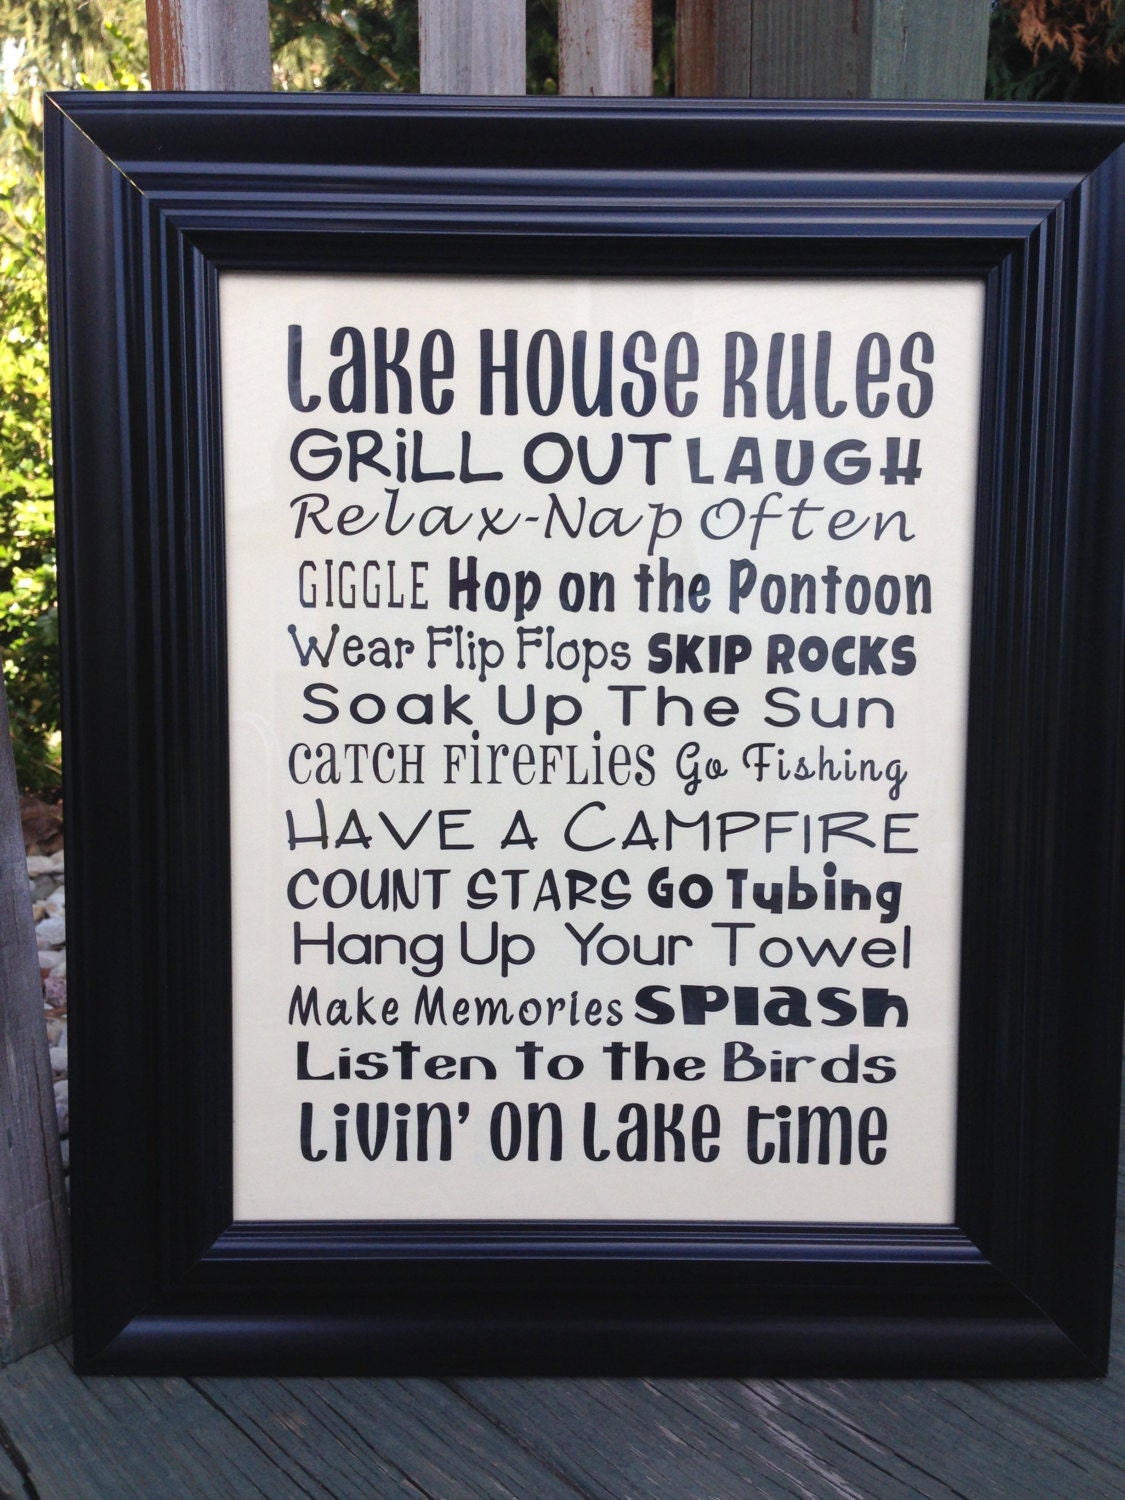 Lake House Rules
GRiLL OUT LAUGH
Relax-Nap Often
GIGGLE Hop on the Pontoon
Wear Flip Flops SKIP ROCKS
Soak Up The Sun
CATCH FIREFLIES Go Fishing
HAVE A CAMPFIRE
COUNT STARS Go Tubing
Hang Up Your Towel
Make Memories Splash
Listen to the Birds
Livin' on Lake time